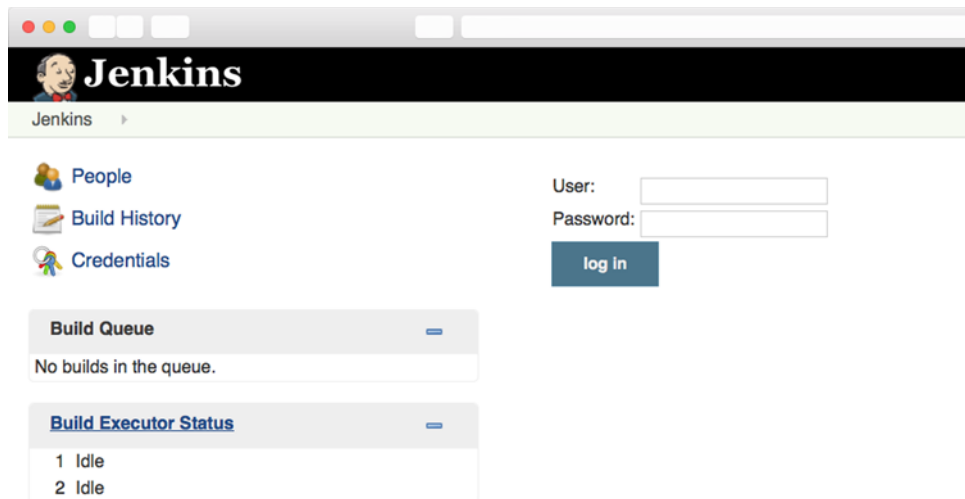 Jenkins
Jenkins
People
Build History
Credentials
User:
Password:
log in
Build Queue
No builds in the queue.
Build Executor Status
1 Idle
2 Idle